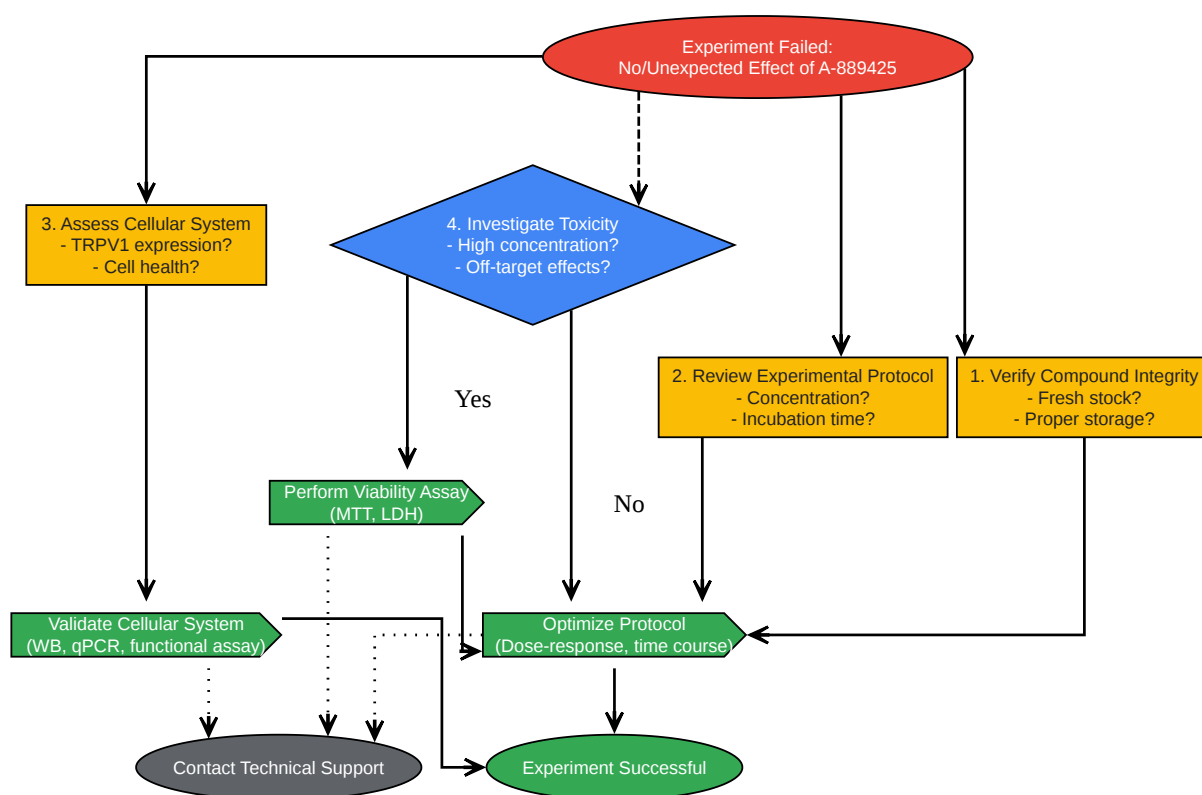 Experiment Failed:
No/Unexpected Effect of A-889425
3. Assess Cellular System
- TRPV1 expression?
- Cell health?
4. Investigate Toxicity
- High concentration?
- Off-target effects?
2. Review Experimental Protocol
- Concentration?
- Incubation time?
1. Verify Compound Integrity
- Fresh stock?
- Proper storage?
Yes
Perform Viability Assay
(MTT, LDH)
No
Validate Cellular System
(WB, qPCR, functional assay)
Optimize Protocol
(Dose-response, time course)
Contact Technical Support
Experiment Successful